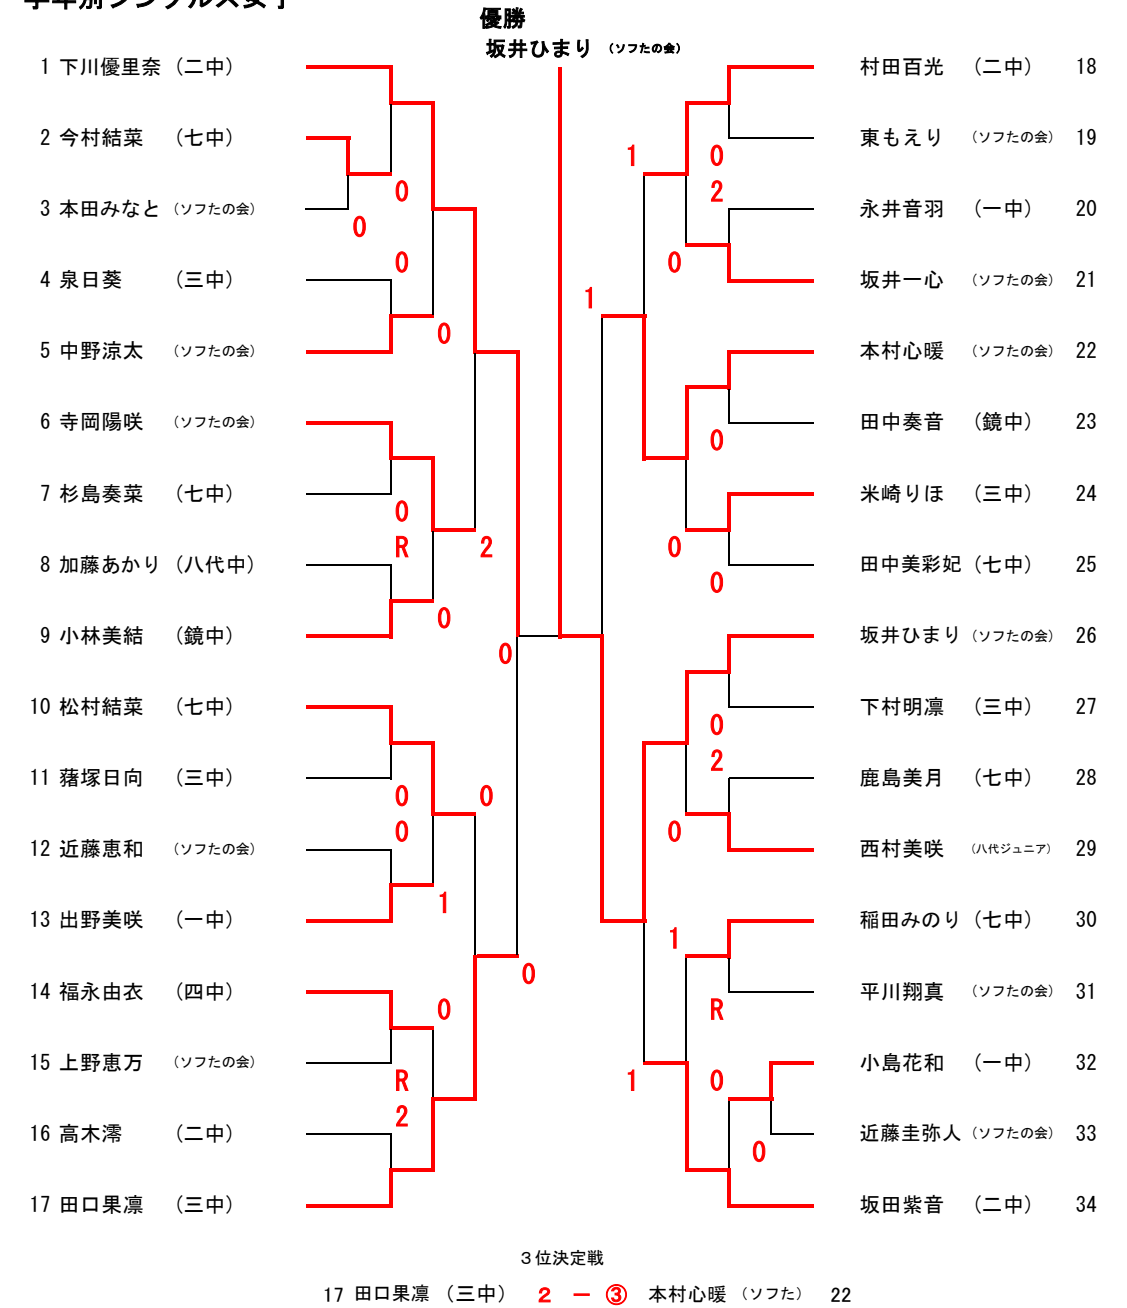 学年別シングルス女子
優勝
坂井ひまり （ソフたの会）
1 下川優里奈 （二中）
2 今村結菜 （七中）
3 本田みなと （ソフたの会）
4 泉日葵 （三中）
5 中野涼太 （ソフたの会）
6 寺岡陽咲 （ソフたの会）
7 杉島奏菜 （七中）
8 加藤あかり （八代中）
9 小林美結 （鏡中）
10 松村結菜 （七中）
11 塚日向 （三中）
12 近藤恵和 （ソフたの会）
13 出野美咲 （一中）
14 福永由衣 （四中）
15 上野恵万 （ソフたの会）
16 高木澪 （二中）
17 田口果凛 （三中）
0
0
0
0
0
R 2
0
0
0 0
0
1
0
0
R
2
村田百光 （二中） 18
東もえり （ソフたの会） 19
永井音羽 （一中） 20
坂井一心 （ソフたの会） 21
本村心暖 （ソフたの会） 22
田中奏音 （鏡中） 23
米崎りほ （三中） 24
田中美彩妃 （七中） 25
坂井ひまり （ソフたの会） 26
下村明凛 （三中） 27
鹿島美月 （七中） 28
西村美咲 （八代ジュニア） 29
稲田みのり （七中） 30
平川翔真 （ソフたの会） 31
小島花和 （一中） 32
近藤圭弥人 （ソフたの会） 33
坂田紫音 （二中） 34
1 0
2
0
1
0
0
0
0
2
0
1
R
1 0
0
３位決定戦
17 田口果凛 （三中） 2 － ③ 本村心暖 （ソフた） 22